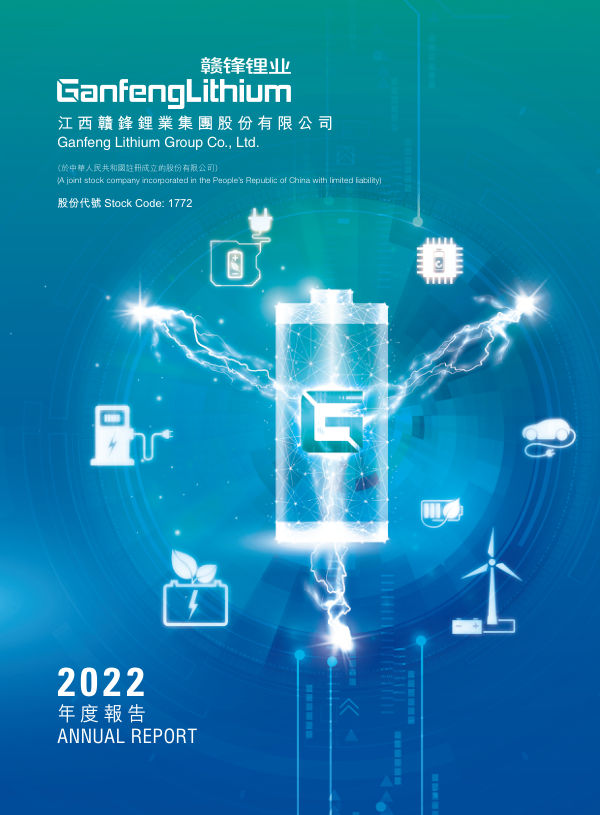 赣锋锂业
GanfengLithium
江西贛鋒鋰業集團股份有限公司
Ganfeng Lithium Group Co., Ltd.
(於中華人民共和國註冊成立的股份有限公司)
(A joint stock company incorporated in the People's Republic of China with limited liability)
股份代號 Stock Code: 1772
2022
年度報告
ANNUAL REPORT